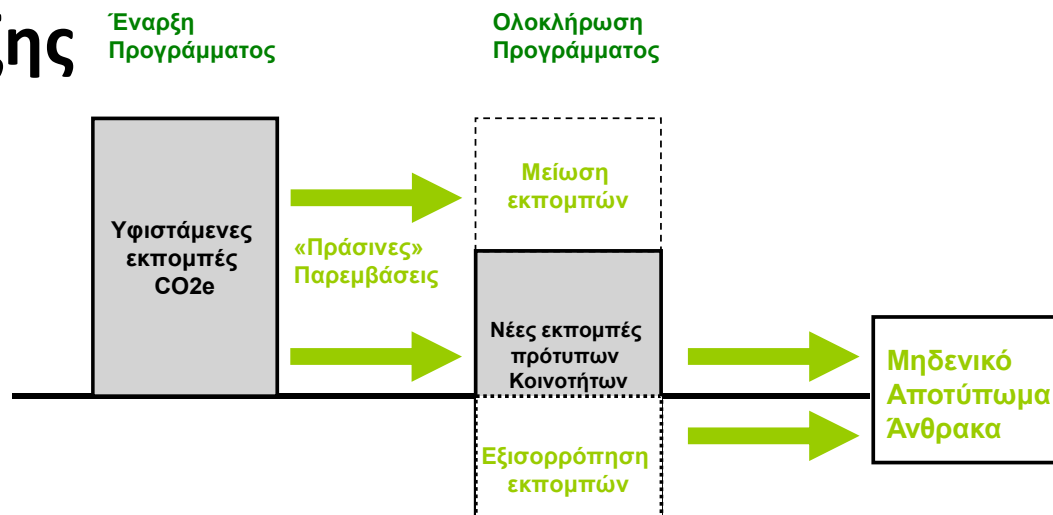 Έναρξη
Προγράμματος
Ολοκλήρωση
Προγράμματος
Μείωση
εκπομπών
Υφιστάμενες
εκπομπές
CO2e
«Πράσινες»
Παρεμβάσεις
Νέες εκπομπές
πρότυπων
Κοινοτήτων
Μηδενικό
Αποτύπωμα
Άνθρακα
Εξισορρόπηση
εκπομπών